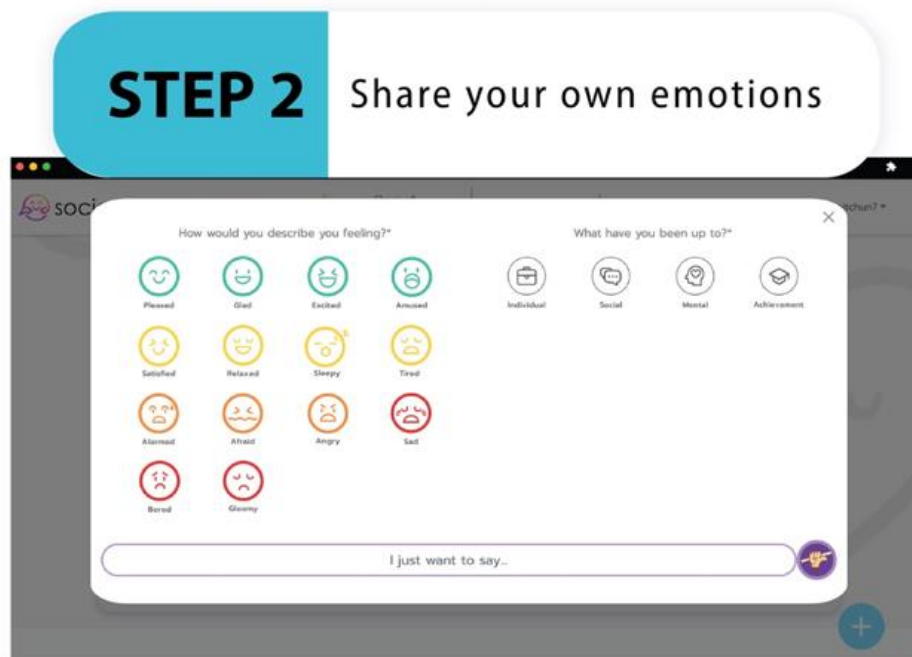 STEP 2
Share your own emotions
soci
itchun7
How would you describe you feeling?*
What have you been up to?*
Pleased
Glad
Excited
Amused
Individual
Social
Mental
Achievement
Satisfied
Relaxed
Sleepy
Tired
Alarmed
Afraid
Angry
Sad
Bored
Gloomy
I just want to say..